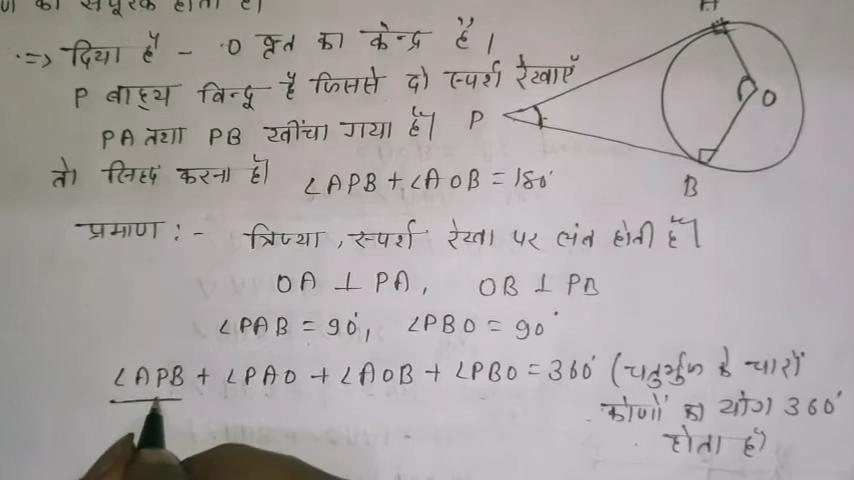 का संपूरक होता है।
·⇒ दिया है – O वृत का केन्द्र है।
P बाह्य बिन्दू है जिससे दो स्पर्श रेखाएँ
PA तथा PB खींचा गया है।
तो सिद्ध करना है। ∠APB + ∠AOB = 180°
A
P
O
B
प्रमाण :- त्रिज्या, स्पर्श रेखा पर लंब होती है।
OA ⊥ PA, OB ⊥ PB
∠PAB = 90°, ∠PBO = 90°
∠APB + ∠PAO + ∠AOB + ∠PBO = 360° (चतुर्भुज के चारों
कोणों का योग 360°
होता है)